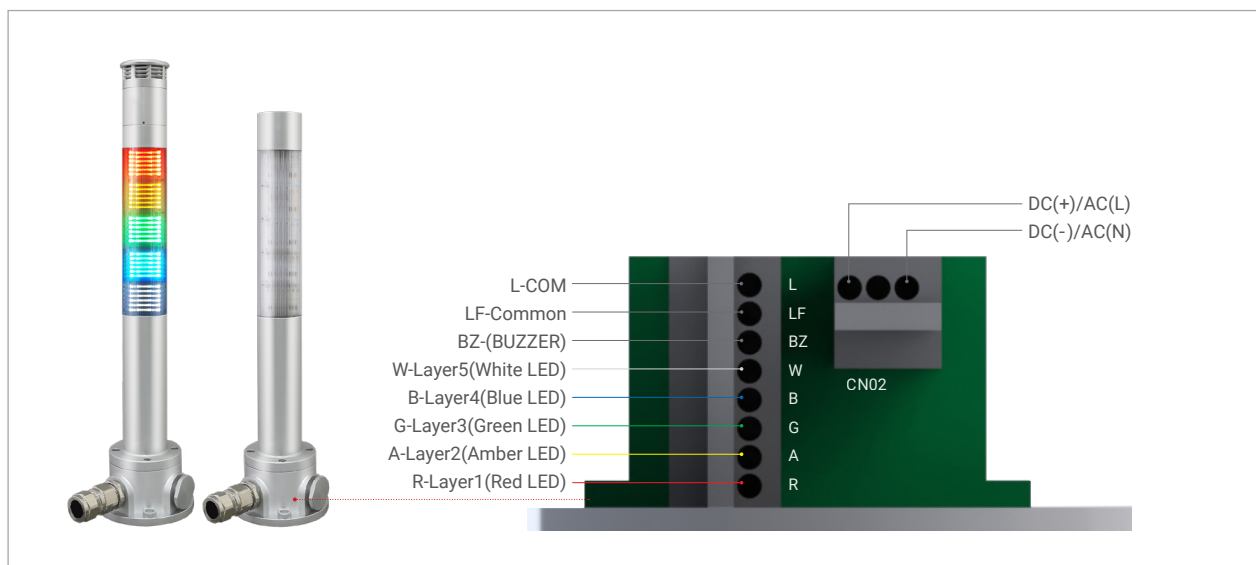 DC(+)/AC(L)
DC(-)/AC(N)
L-COM
L
LF-Common
LF
BZ-(BUZZER)
BZ
W-Layer5(White LED)
W
CN02
B-Layer4(Blue LED)
B
G-Layer3(Green LED)
G
A-Layer2(Amber LED)
A
R-Layer1(Red LED)
R